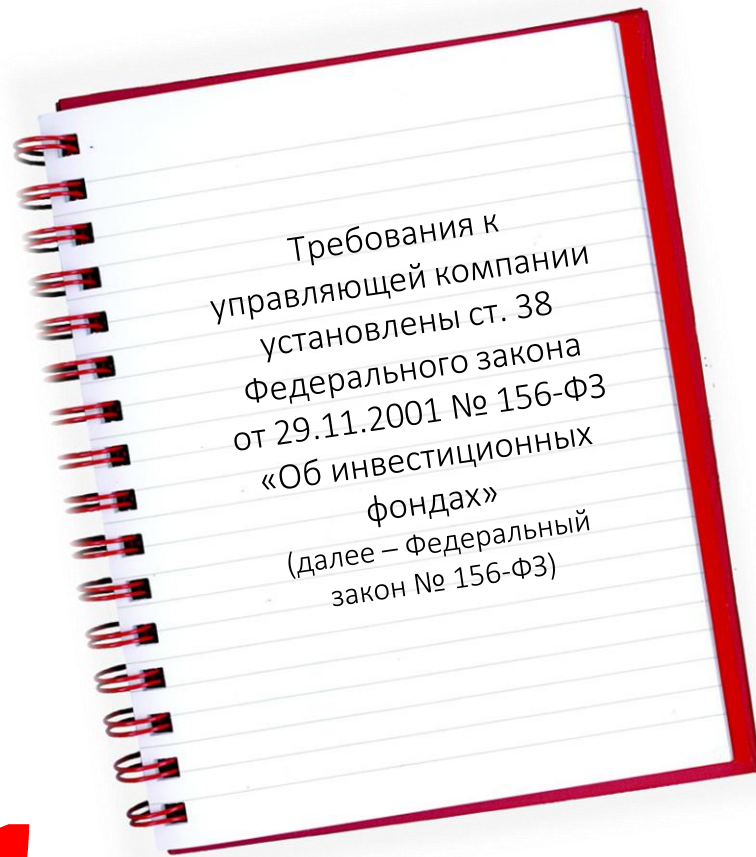 Требования к
управляющей компании
установлены ст. 38
Федерального закона
от 29.11.2001 № 156-ФЗ
«Об инвестиционных
фондах»
(далее – Федеральный
закон № 156-ФЗ)